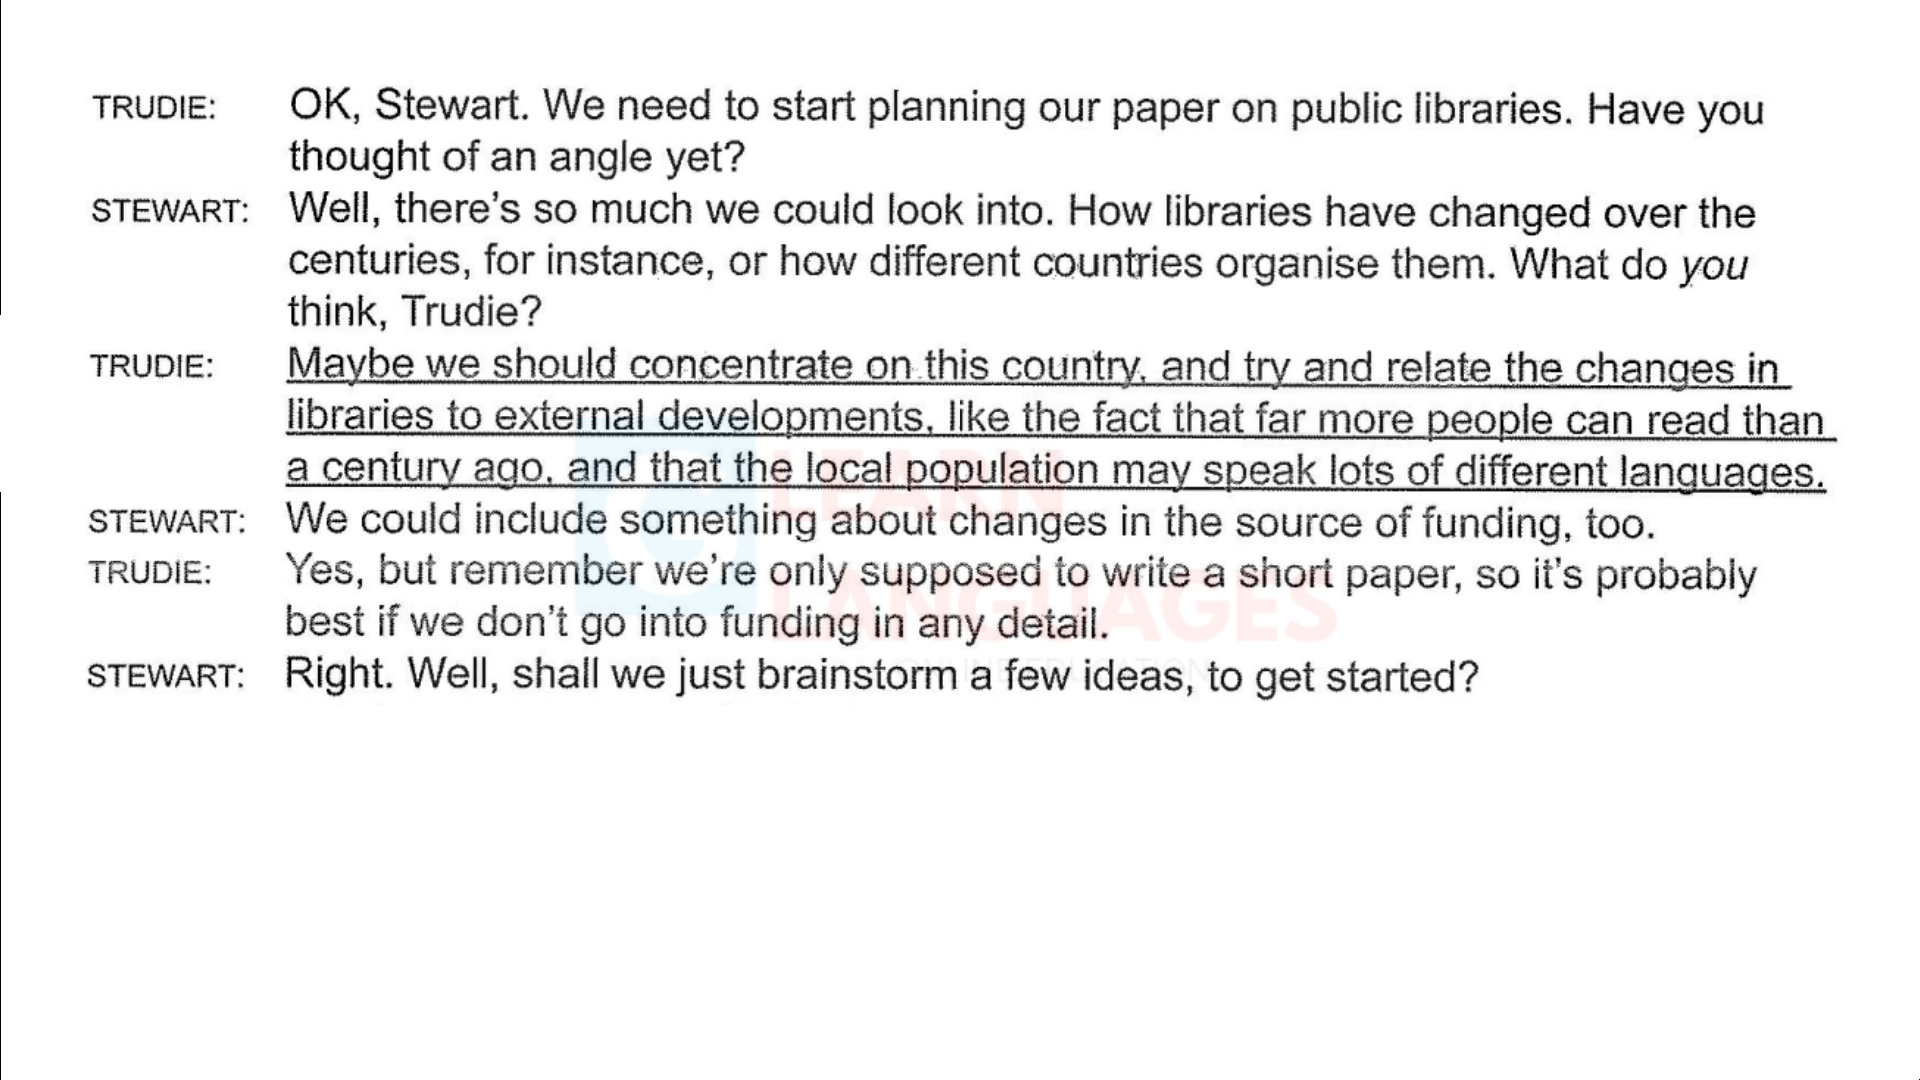 TRUDIE: OK, Stewart. We need to start planning our paper on public libraries. Have you
thought of an angle yet?
STEWART: Well, there's so much we could look into. How libraries have changed over the
centuries, for instance, or how different countries organise them. What do you
think, Trudie?
TRUDIE: Maybe we should concentrate on this country, and try and relate the changes in
libraries to external developments, like the fact that far more people can read than
a century ago, and that the local population may speak lots of different languages.
STEWART: We could include something about changes in the source of funding, too.
TRUDIE: Yes, but remember we're only supposed to write a short paper, so it's probably
best if we don't go into funding in any detail.
STEWART: Right. Well, shall we just brainstorm a few ideas, to get started?
LEARN
LANGUAGES